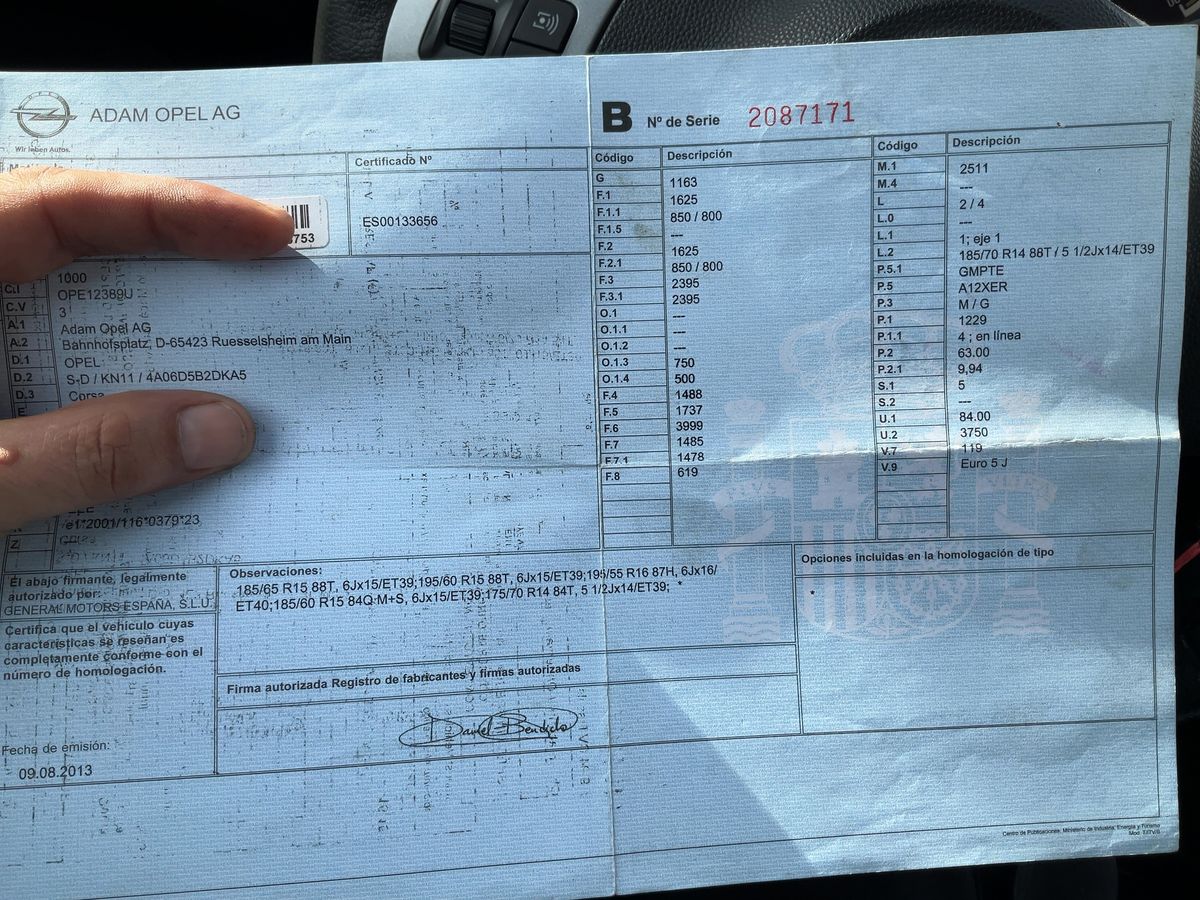 ADAM OPEL AG
Wir leben Autos.
B Nº de Serie 2087171
Certificado Nº
ES00133656
753
C.I 1000
C.V OPE12389U
A.1 3
A.2 Adam Opel AG
Bahnhofsplatz, D-65423 Ruesselsheim am Main
D.1 OPEL
D.2 S-D / KN11 / 4A06D5B2DKA5
D.3 Corsa
E
e1*2001/116*0379*23
Z
Código Descripción
G 1163
F.1 1625
F.1.1 850 / 800
F.1.5 ---
F.2 1625
F.2.1 850 / 800
F.3 2395
F.3.1 2395
O.1 ---
O.1.1 ---
O.1.2 ---
O.1.3 750
O.1.4 500
F.4 1488
F.5 1737
F.6 3999
F.7 1485
F.7.1 1478
F.8 619
Código Descripción
M.1 2511
M.4 ---
L 2 / 4
L.0 ---
L.1 1; eje 1
L.2 185/70 R14 88T / 5 1/2Jx14/ET39
P.5.1 GMPTE
P.5 A12XER
P.3 M / G
P.1 1229
P.1.1 4 ; en línea
P.2 63.00
P.2.1 9,94
S.1 5
S.2 ---
U.1 84.00
U.2 3750
V.7 119
V.9 Euro 5 J
El abajo firmante, legalmente
autorizado por:
GENERAL MOTORS ESPAÑA, S.L.U.
Certifica que el vehículo cuyas
características se reseñan es
completamente conforme con el
número de homologación.
Fecha de emisión:
09.08.2013
Observaciones:
185/65 R15 88T, 6Jx15/ET39;195/60 R15 88T, 6Jx15/ET39;195/55 R16 87H, 6Jx16/
ET40;185/60 R15 84Q M+S, 6Jx15/ET39;175/70 R14 84T, 5 1/2Jx14/ET39; *
Firma autorizada Registro de fabricantes y firmas autorizadas
Opciones incluidas en la homologación de tipo
*
Centro de Publicaciones. Ministerio de Industria, Energía y Turismo